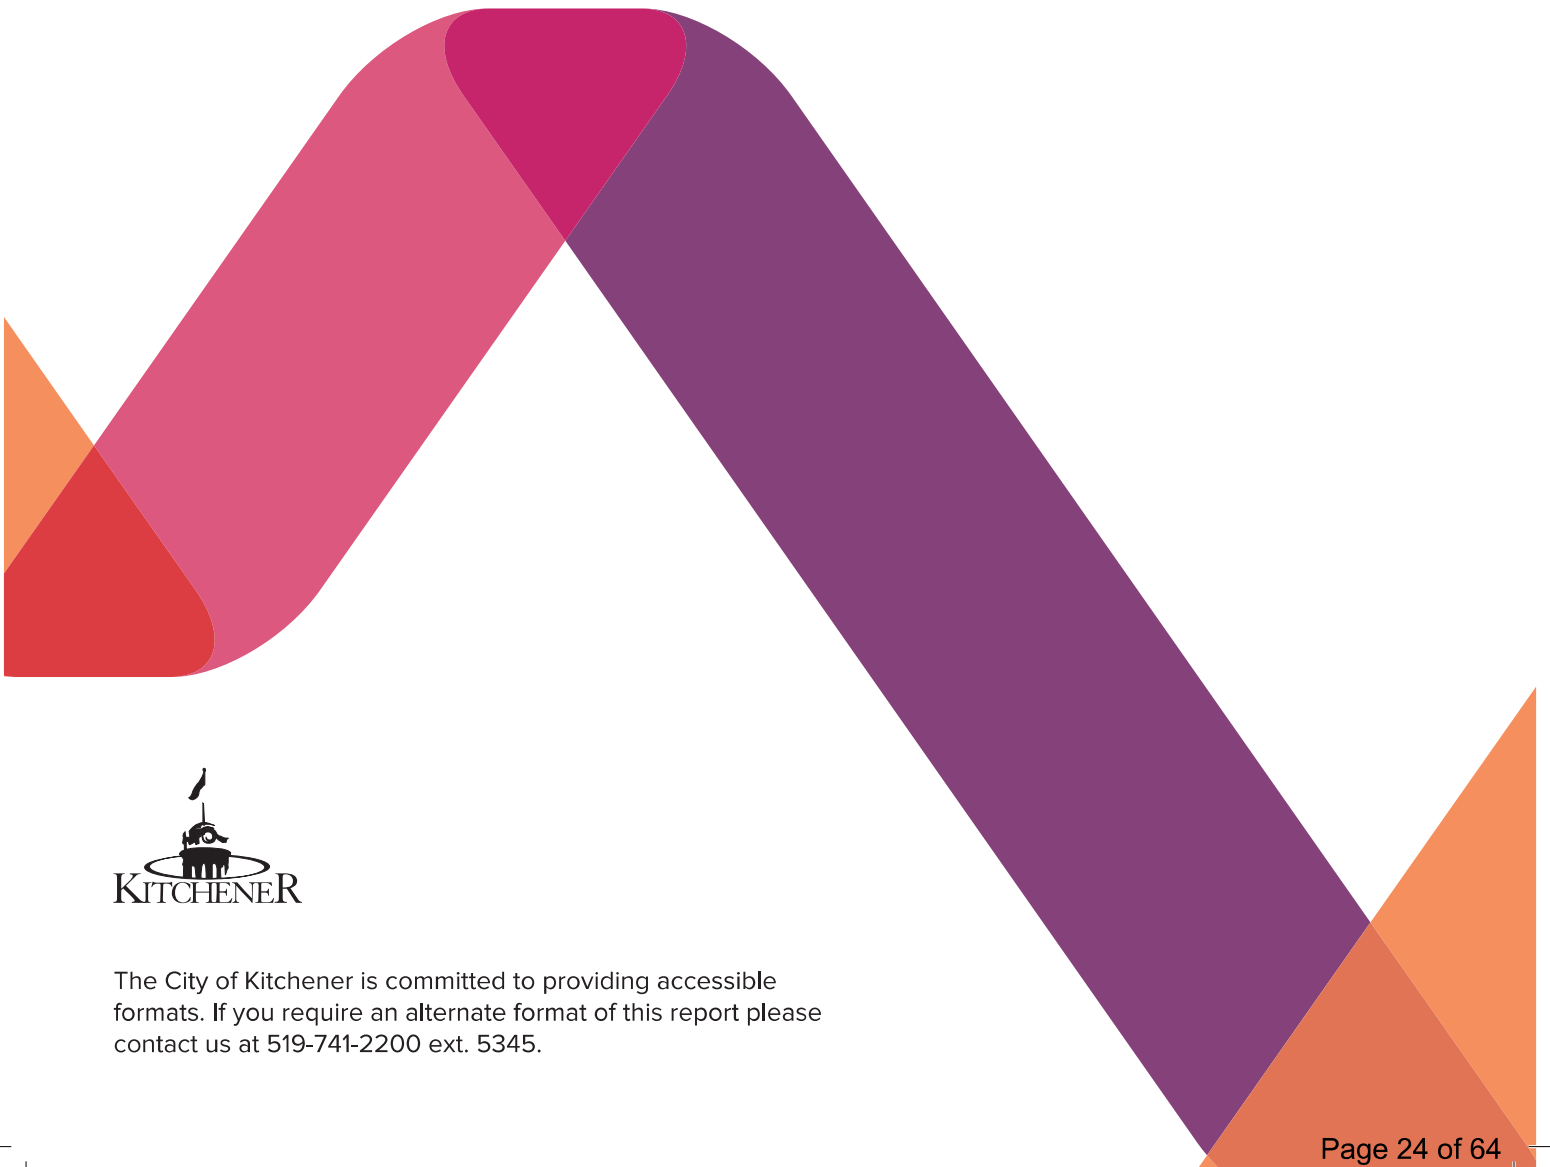 KITCHENER
The City of Kitchener is committed to providing accessible
formats. If you require an alternate format of this report please
contact us at 519-741-2200 ext. 5345.
Page 24 of 64